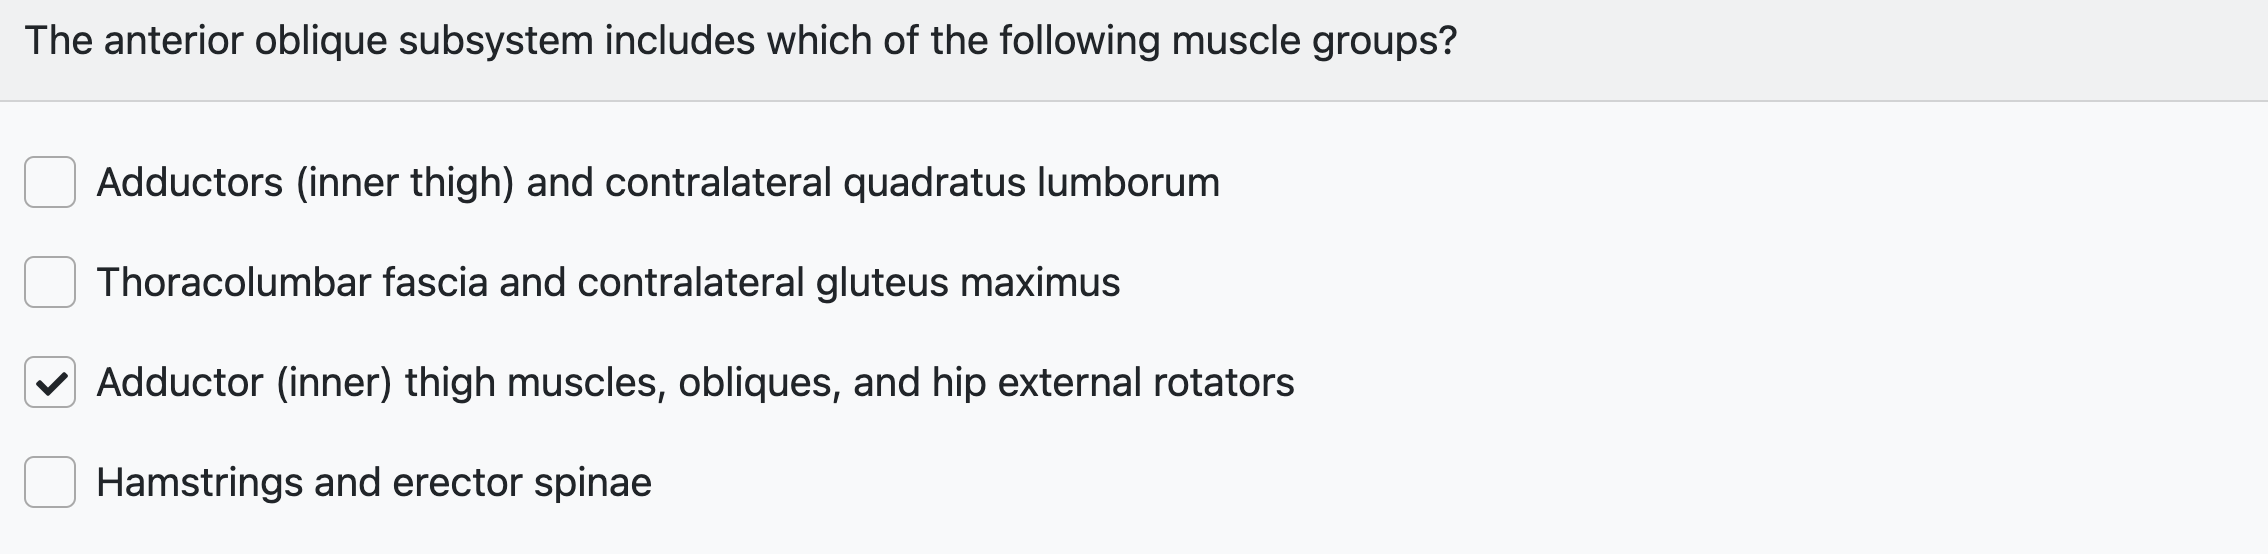 The anterior oblique subsystem includes which of the following muscle groups?
Adductors (inner thigh) and contralateral quadratus lumborum
Thoracolumbar fascia and contralateral gluteus maximus
Adductor (inner) thigh muscles, obliques, and hip external rotators
Hamstrings and erector spinae